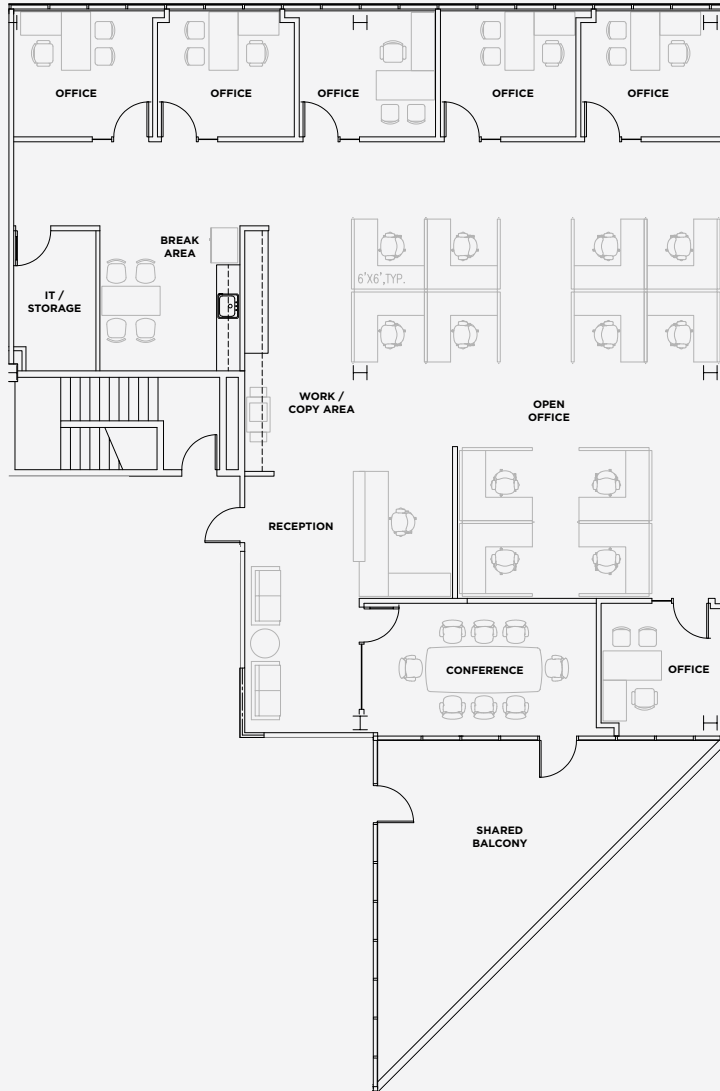 OFFICE
OFFICE
OFFICE
OFFICE
OFFICE
BREAK
AREA
6'X6',TYP.
IT /
STORAGE
WORK /
COPY AREA
OPEN
OFFICE
RECEPTION
CONFERENCE
OFFICE
SHARED
BALCONY